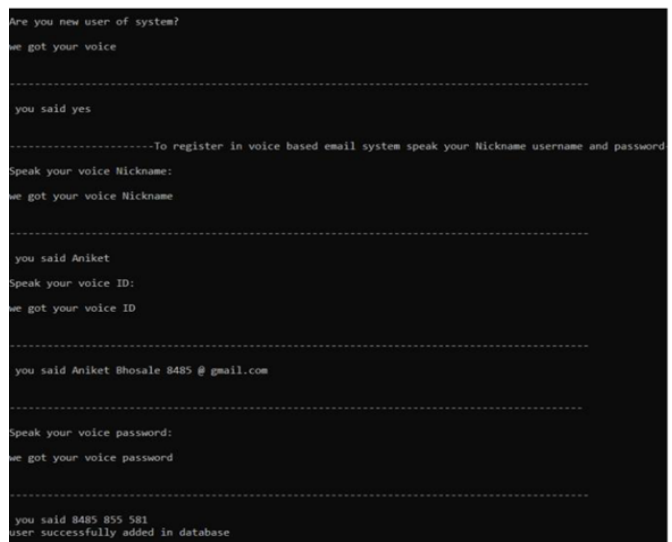 Are you new user of system?
we got your voice
--------------------------------------------------------------------------------
you said yes
----------------------To register in voice based email system speak your Nickname username and password-
Speak your voice Nickname:
we got your voice Nickname
--------------------------------------------------------------------------------
you said Aniket
Speak your voice ID:
we got your voice ID
--------------------------------------------------------------------------------
you said Aniket Bhosale 8485 @ gmail.com
-------------------------------------------------------------------------------
Speak your voice password:
we got your voice password
--------------------------------------------------------------------------------
you said 8485 855 581
user successfully added in database